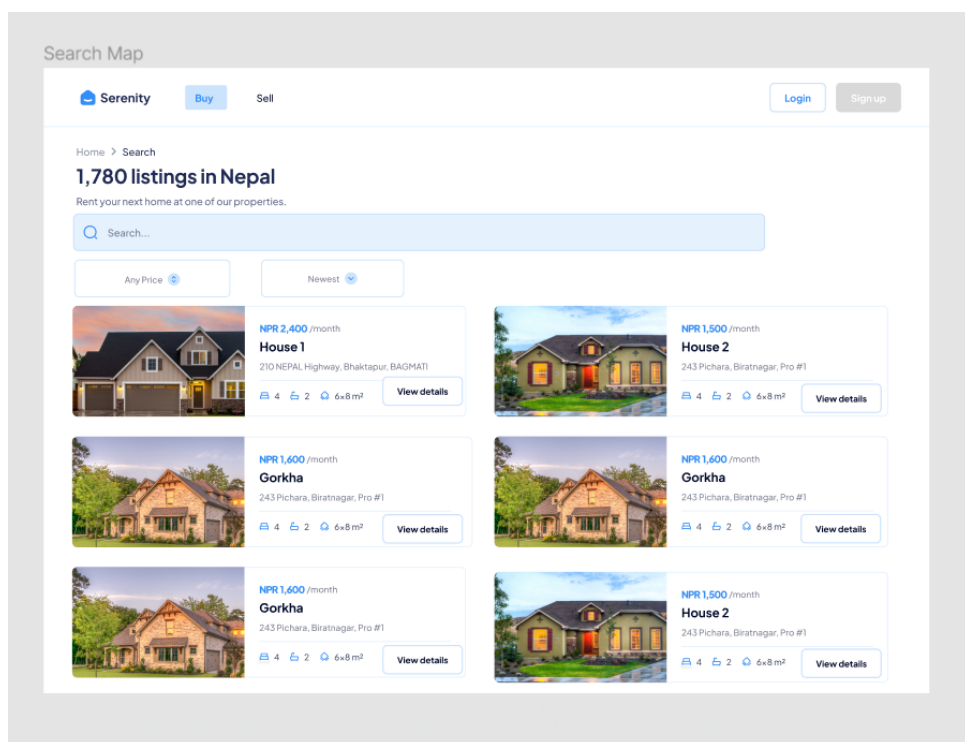 Search Map
Serenity
Buy
Sell
Login
Sign up
Home > Search
1,780 listings in Nepal
Rent your next home at one of our properties.
Search...
Any Price
Newest
NPR 2,400 /month
House 1
210 NEPAL Highway, Bhaktapur, BAGMATI
4 2 6×8 m²
View details
NPR 1,500 /month
House 2
243 Pichara, Biratnagar, Pro #1
4 2 6×8 m²
View details
NPR 1,600 /month
Gorkha
243 Pichara, Biratnagar, Pro #1
4 2 6×8 m²
View details
NPR 1,600 /month
Gorkha
243 Pichara, Biratnagar, Pro #1
4 2 6×8 m²
View details
NPR 1,600 /month
Gorkha
243 Pichara, Biratnagar, Pro #1
4 2 6×8 m²
View details
NPR 1,500 /month
House 2
243 Pichara, Biratnagar, Pro #1
4 2 6×8 m²
View details